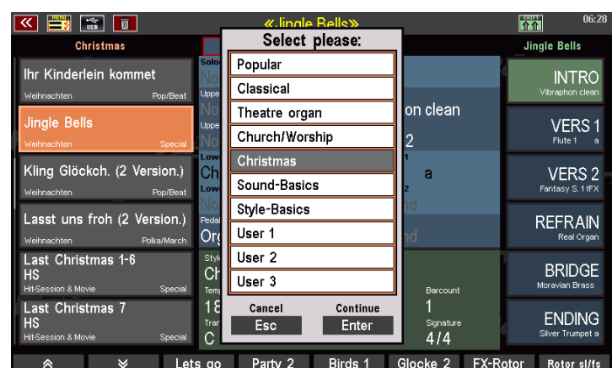 «Jingle Bells»
06:28
Christmas
Ihr Kinderlein kommet
Weihnachten Pop/Beat
Jingle Bells
Weihnachten Special
Kling Glöckch. (2 Version.)
Weihnachten Pop/Beat
Lasst uns froh (2 Version.)
Weihnachten Polka/March
Last Christmas 1-6
HS
Hit-Session & Movie Special
Last Christmas 7
HS
Hit-Session & Movie Special
Select please:
Popular
Classical
Theatre organ
Church/Worship
Christmas
Sound-Basics
Style-Basics
User 1
User 2
User 3
Cancel Continue
Esc Enter
on clean
2
a
Barcount
1
Signature
4/4
18
C
Jingle Bells
INTRO
Vibraphon clean
VERS 1
Flute 1 a
VERS 2
Fantasy S. 1 fFX
REFRAIN
Real Organ
BRIDGE
Moravian Brass
ENDING
Silver Trumpet a
Lets go Party 2 Birds 1 Glocke 2 FX-Rotor Rotor sl/fs